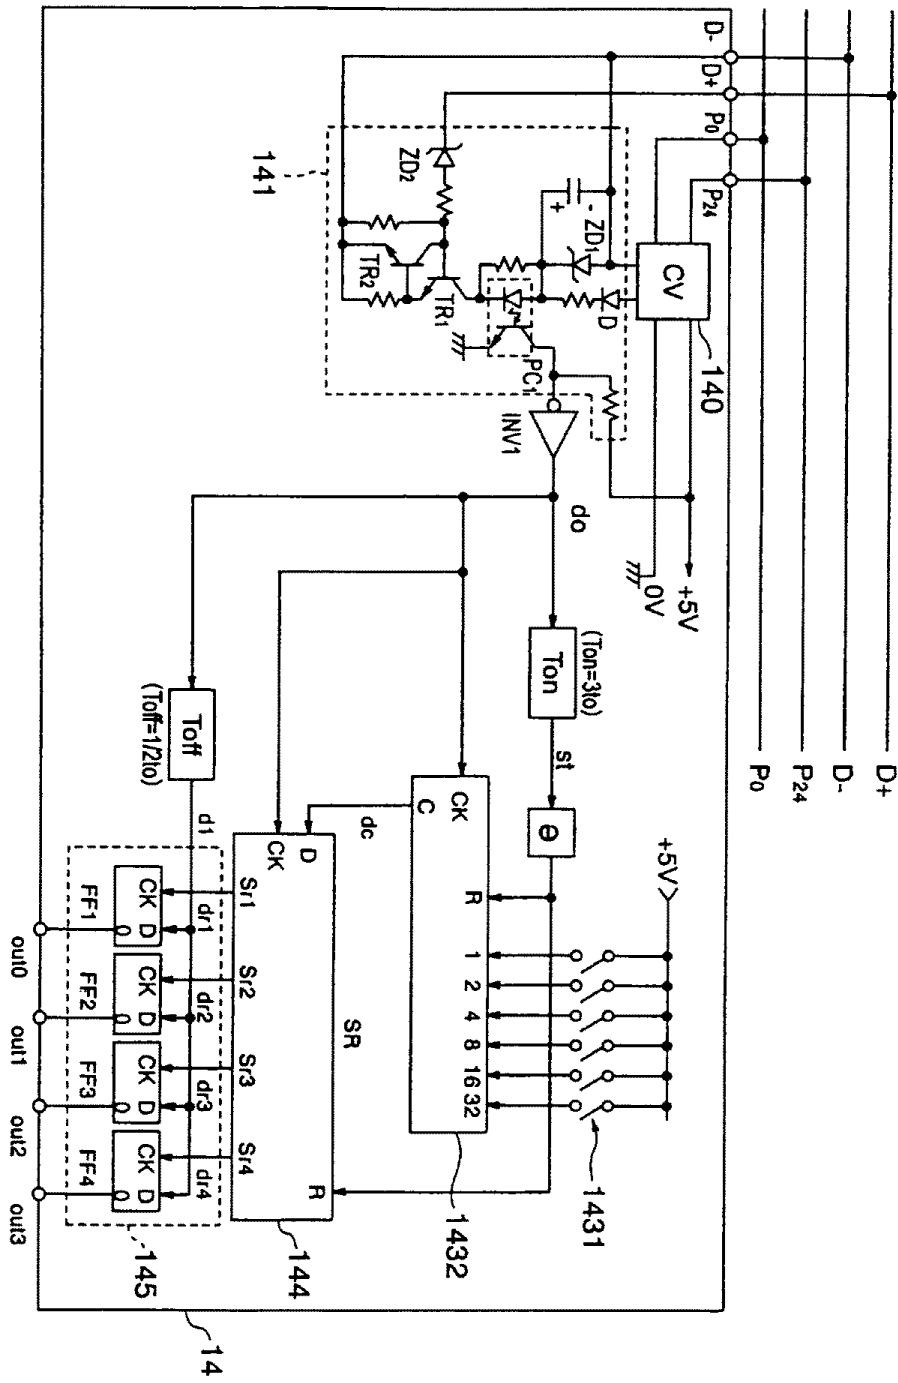 D+
D-
P24
P0
D-
D+
P0
P24
CV
140
+5V
0V
141
ZD2
+
-
ZD1
D
TR2
TR1
PC1
INV1
do
Ton
(Ton=3to)
st
e
+5V
1431
Toff
(Toff=1/2to)
d1
CK
C
R
1
2
4
8
16
32
1432
dc
D
CK
R
SR
Sr1
Sr2
Sr3
Sr4
144
dr1
dr2
dr3
dr4
CK D
Q
FF1
CK D
Q
FF2
CK D
Q
FF3
CK D
Q
FF4
145
out0
out1
out2
out3
14